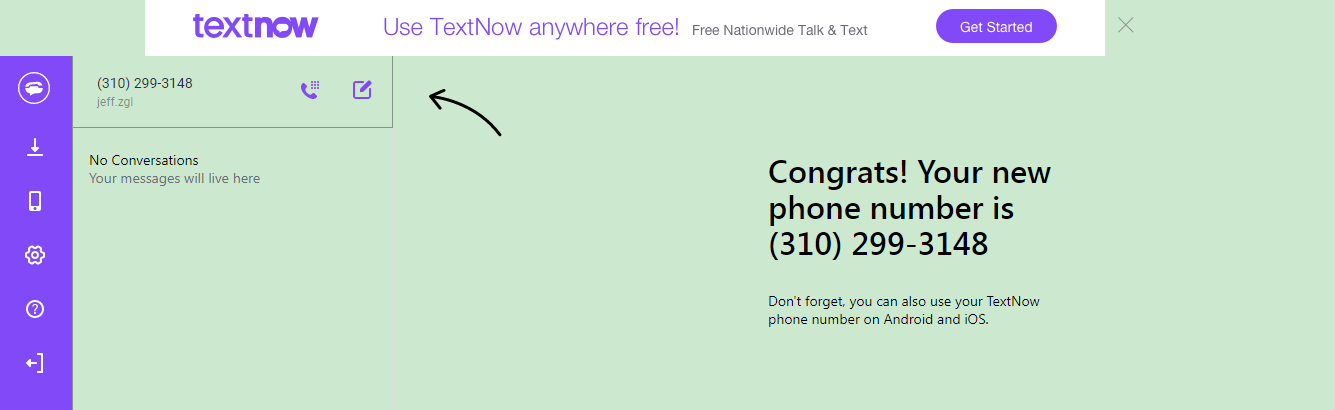 textnow
Use TextNow anywhere free! Free Nationwide Talk & Text
Get Started
(310) 299-3148
jeff.zgl
No Conversations
Your messages will live here
Congrats! Your new
phone number is
(310) 299-3148
Don't forget, you can also use your TextNow
phone number on Android and iOS.